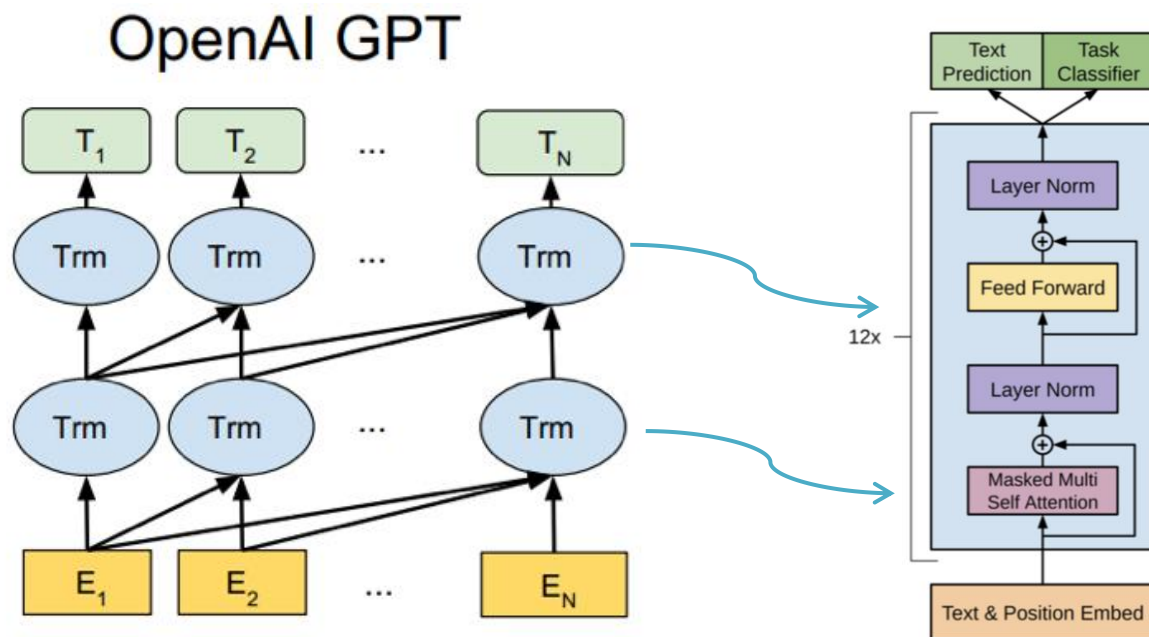 OpenAI GPT
T1 T2 ... TN
Trm Trm ... Trm
Trm Trm ... Trm
E1 E2 ... EN
Text
Prediction
Task
Classifier
12x
Layer Norm
+
Feed Forward
Layer Norm
+
Masked Multi
Self Attention
Text & Position Embed